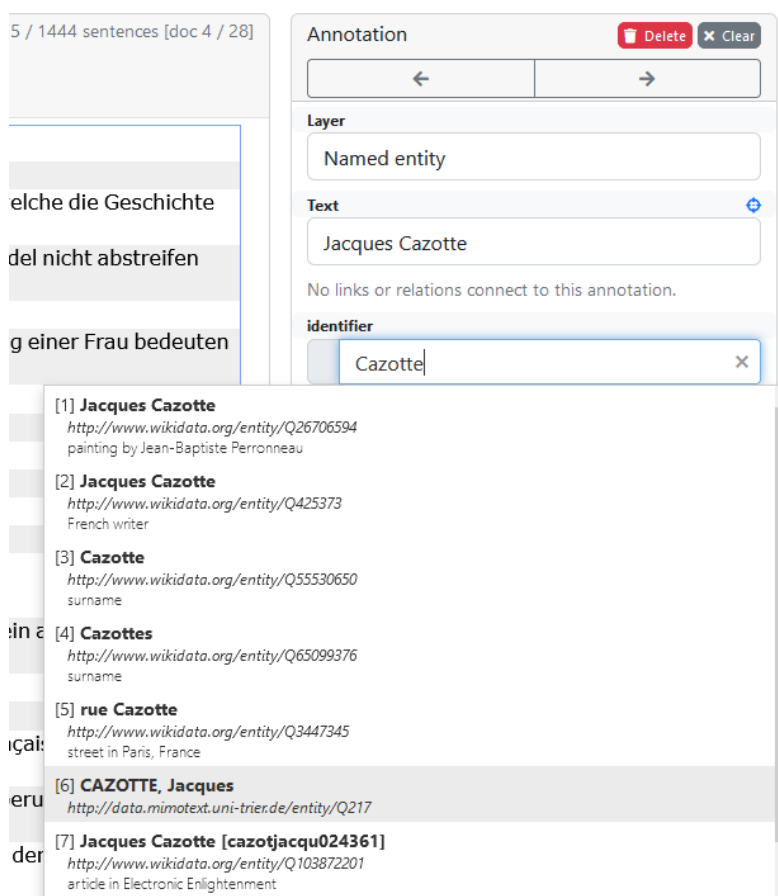 5 / 1444 sentences [doc 4 / 28]
elche die Geschichte
del nicht abstreifen
g einer Frau bedeuten
ein a
çais
eru
der
Annotation
Delete
Clear
Layer
Named entity
Text
Jacques Cazotte
No links or relations connect to this annotation.
identifier
Cazotte
[1] Jacques Cazotte
http://www.wikidata.org/entity/Q26706594
painting by Jean-Baptiste Perronneau
[2] Jacques Cazotte
http://www.wikidata.org/entity/Q425373
French writer
[3] Cazotte
http://www.wikidata.org/entity/Q55530650
surname
[4] Cazottes
http://www.wikidata.org/entity/Q65099376
surname
[5] rue Cazotte
http://www.wikidata.org/entity/Q3447345
street in Paris, France
[6] CAZOTTE, Jacques
http://data.mimotext.uni-trier.de/entity/Q217
[7] Jacques Cazotte [cazotjacqu024361]
http://www.wikidata.org/entity/Q103872201
article in Electronic Enlightenment